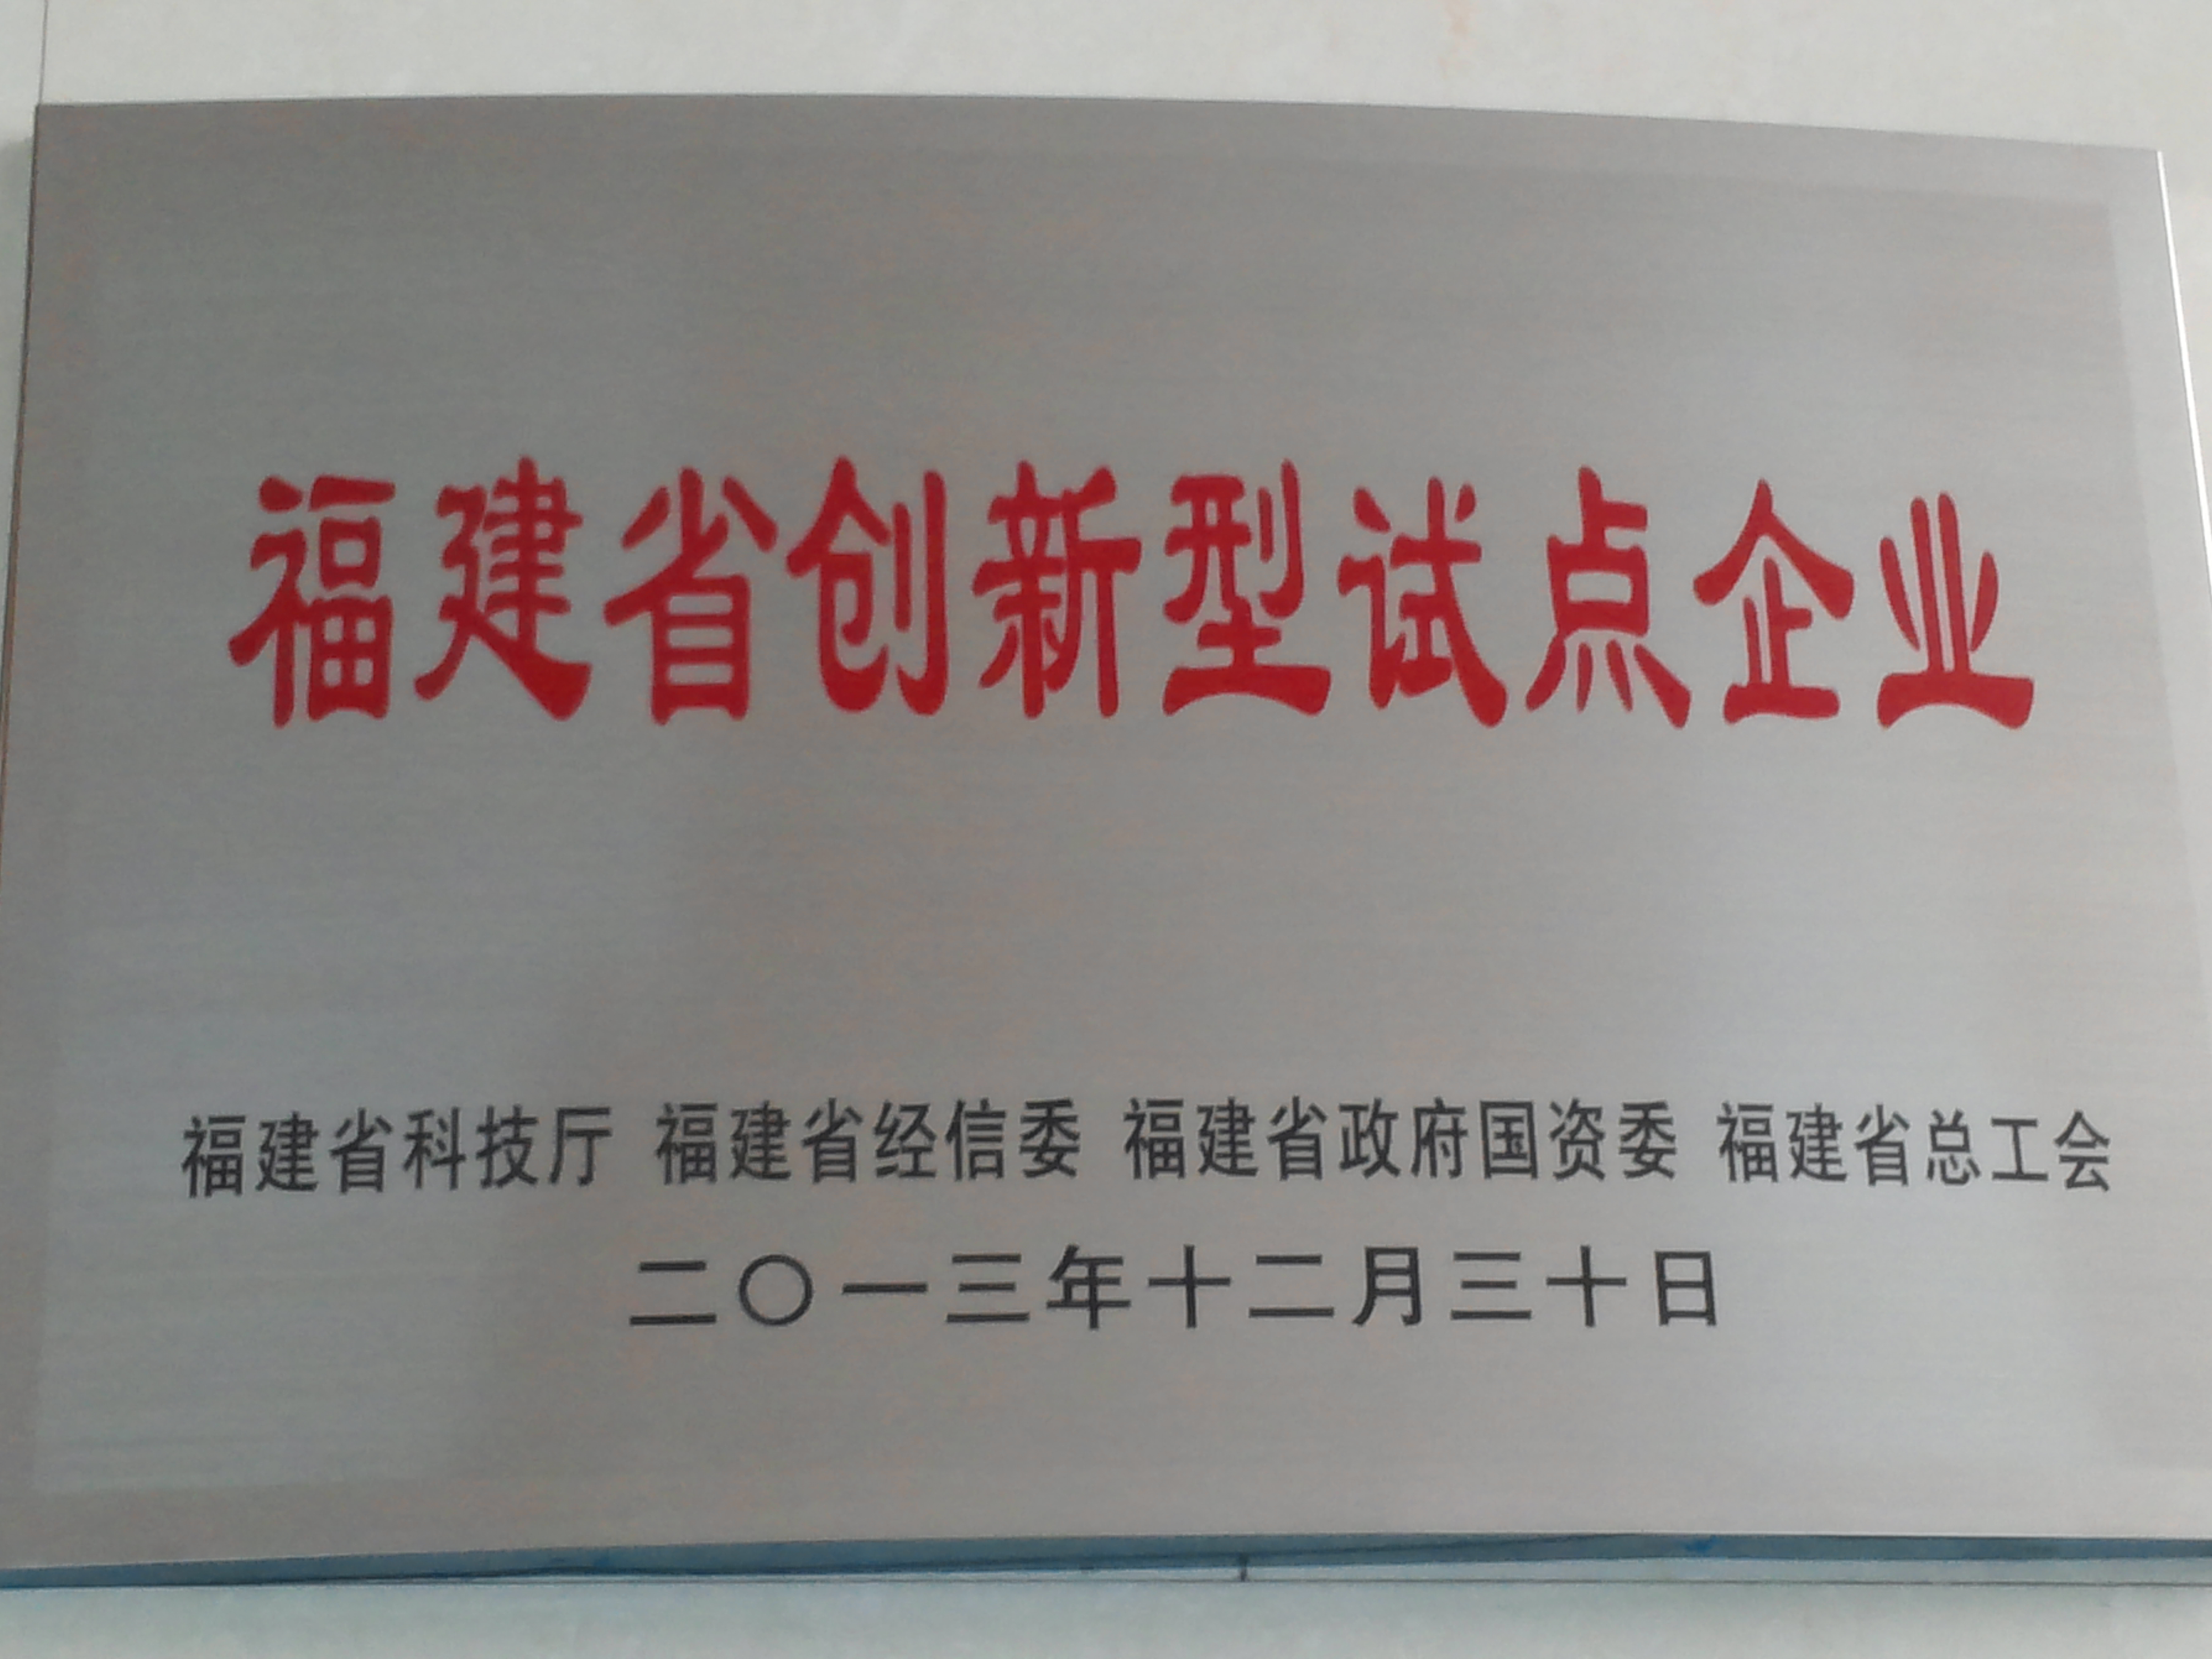 福建省创新型试点企业
福建省科技厅 福建省经信委 福建省政府国资委 福建省总工会
二〇一三年十二月三十日